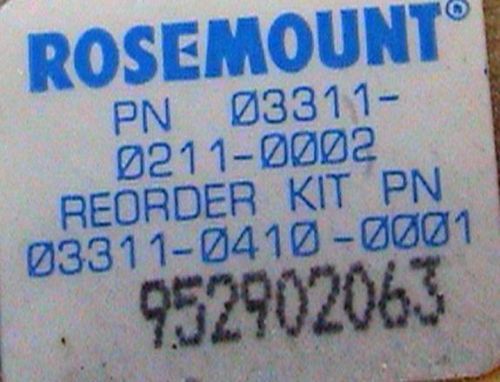 ROSEMOUNT®
PN 03311-
0211-0002
REORDER KIT PN
03311-0410-0001
952902063